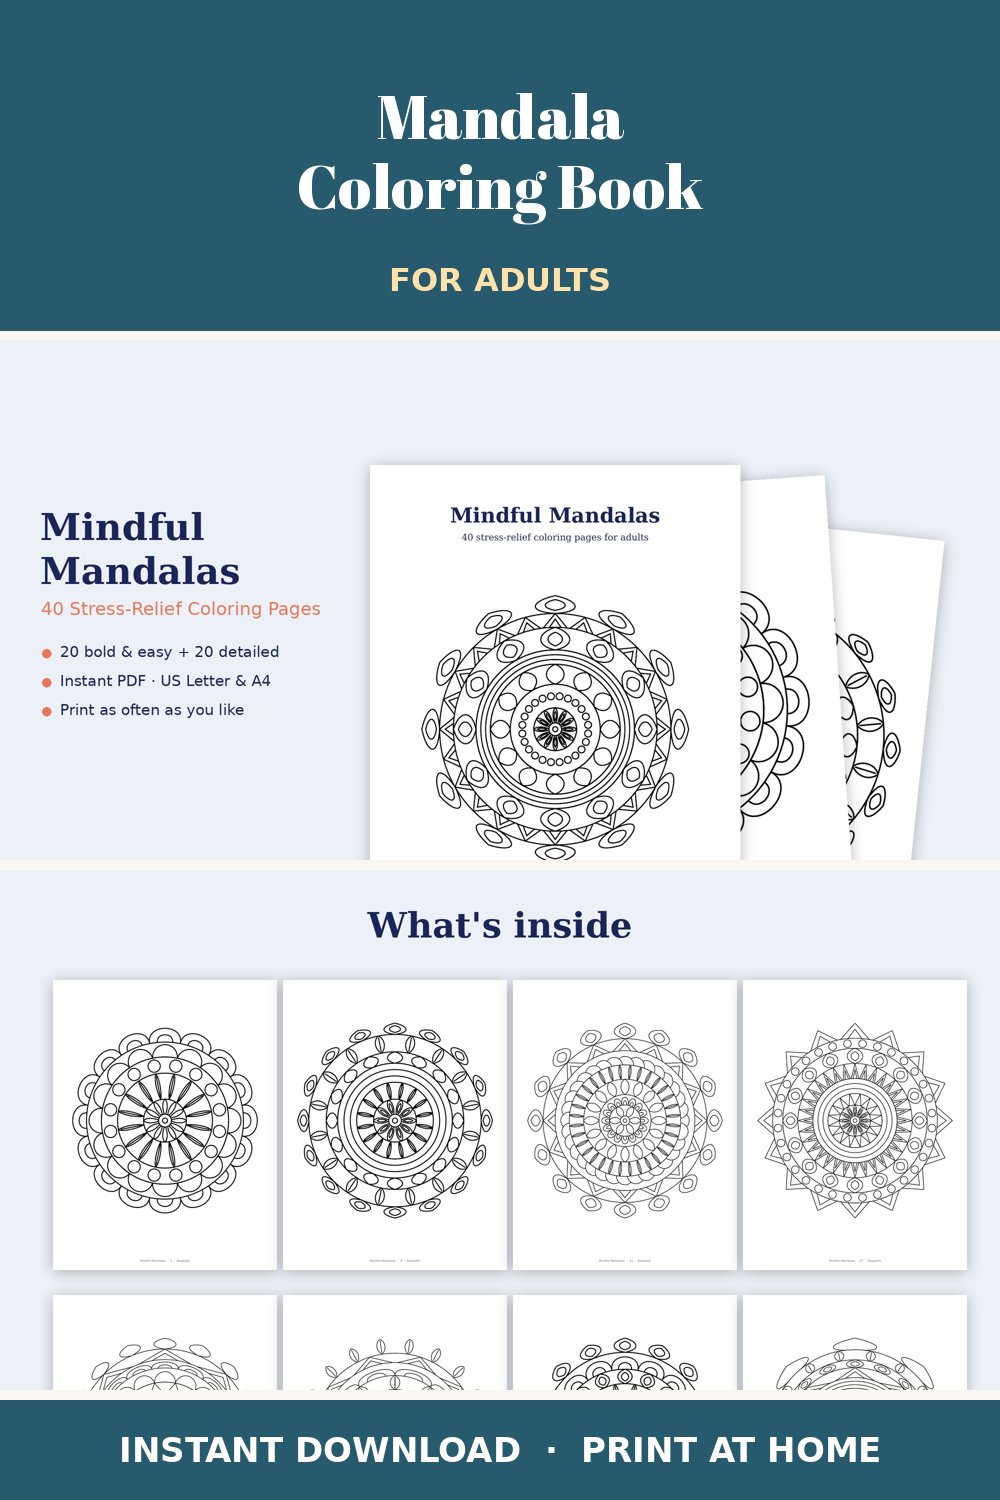 Mandala
Coloring Book
FOR ADULTS
Mindful
Mandalas
40 Stress-Relief Coloring Pages
20 bold & easy + 20 detailed
Instant PDF · US Letter & A4
Print as often as you like
Mindful Mandalas
40 stress-relief coloring pages for adults
What's inside
INSTANT DOWNLOAD · PRINT AT HOME